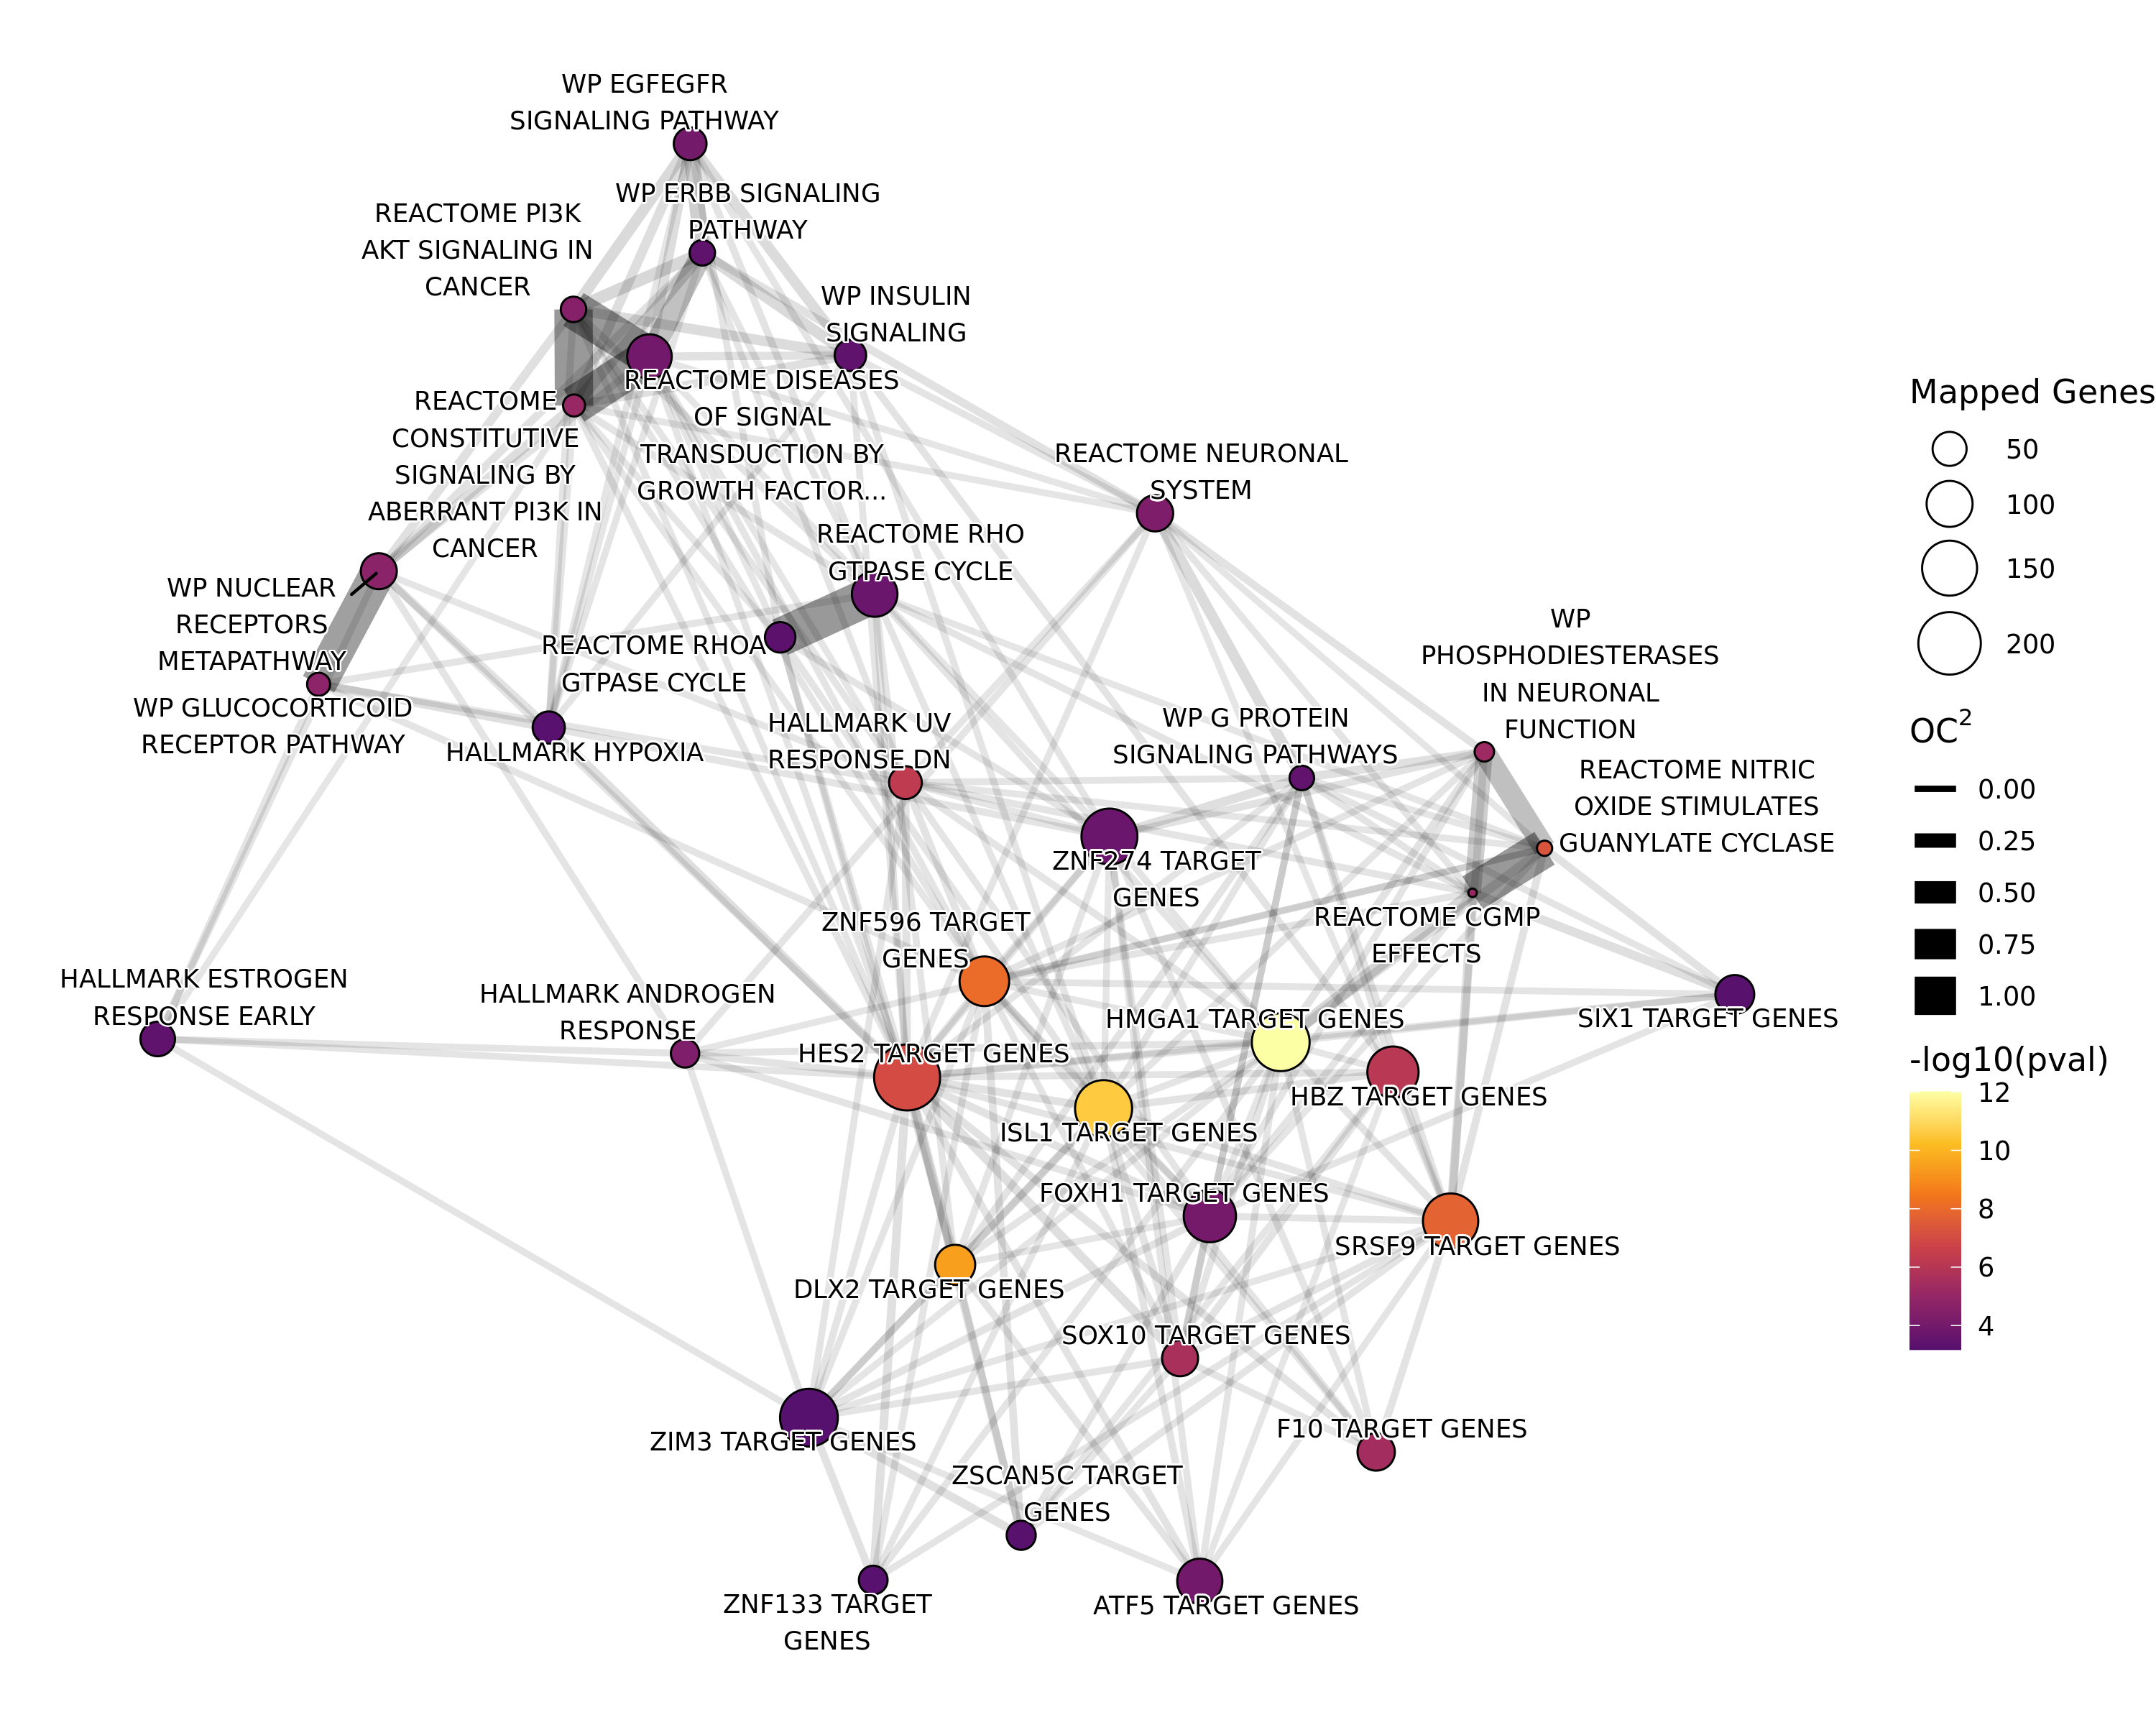 WP EGFEGFR
SIGNALING PATHWAY
WP ERBB SIGNALING
PATHWAY
REACTOME PI3K
AKT SIGNALING IN
CANCER
WP INSULIN
SIGNALING
REACTOME DISEASES
OF SIGNAL
TRANSDUCTION BY
GROWTH FACTOR...
REACTOME
CONSTITUTIVE
SIGNALING BY
ABERRANT PI3K IN
CANCER
REACTOME NEURONAL
SYSTEM
REACTOME RHO
GTPASE CYCLE
WP NUCLEAR
RECEPTORS
METAPATHWAY
REACTOME RHOA
GTPASE CYCLE
WP GLUCOCORTICOID
RECEPTOR PATHWAY
HALLMARK HYPOXIA
HALLMARK UV
RESPONSE DN
WP G PROTEIN
SIGNALING PATHWAYS
WP
PHOSPHODIESTERASES
IN NEURONAL
FUNCTION
REACTOME NITRIC
OXIDE STIMULATES
GUANYLATE CYCLASE
ZNF274 TARGET
GENES
REACTOME CGMP
EFFECTS
ZNF596 TARGET
GENES
HALLMARK ESTROGEN
RESPONSE EARLY
HALLMARK ANDROGEN
RESPONSE
HMGA1 TARGET GENES
SIX1 TARGET GENES
HES2 TARGET GENES
HBZ TARGET GENES
ISL1 TARGET GENES
FOXH1 TARGET GENES
SRSF9 TARGET GENES
DLX2 TARGET GENES
SOX10 TARGET GENES
ZIM3 TARGET GENES
F10 TARGET GENES
ZSCAN5C TARGET
GENES
ZNF133 TARGET
GENES
ATF5 TARGET GENES
Mapped Genes
50
100
150
200
OC²
0.00
0.25
0.50
0.75
1.00
-log10(pval)
12
10
8
6
4